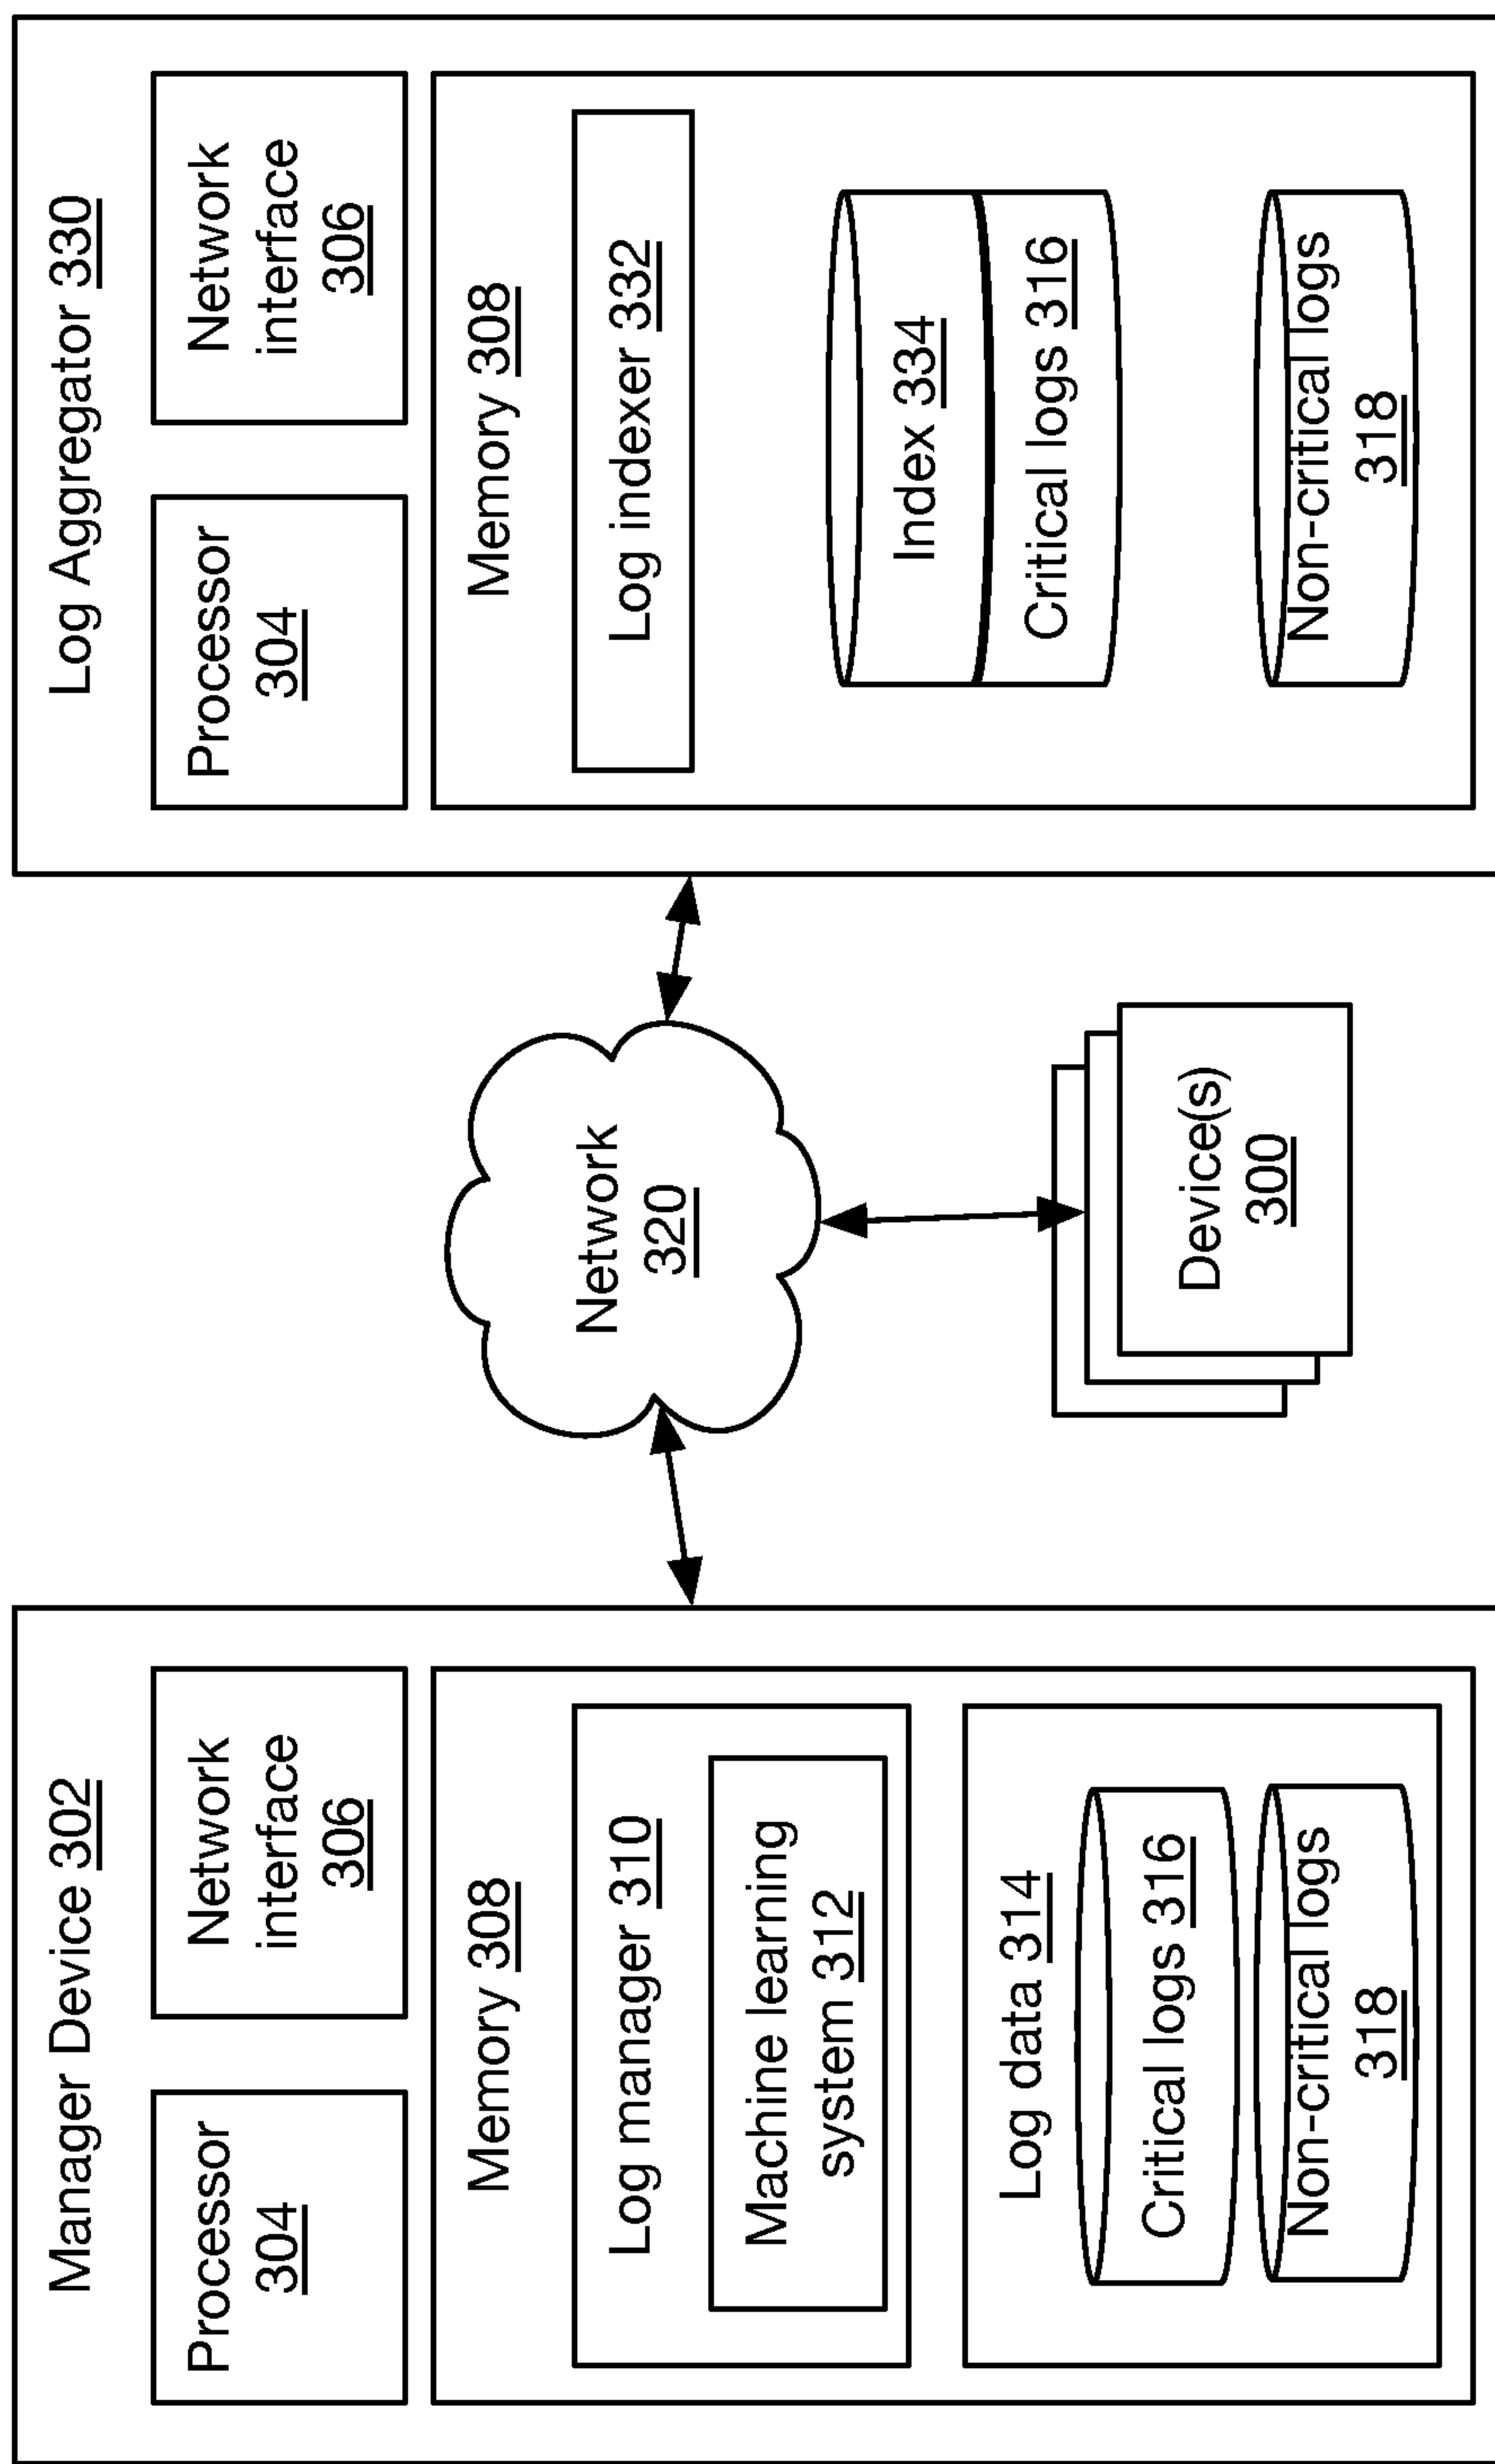 Manager Device 302
Processor
304
Network
interface
306
Memory 308
Log manager 310
Machine learning
system 312
Log data 314
Critical logs 316
Non-critical logs
318
Network
320
Device(s)
300
Log Aggregator 330
Processor
304
Network
interface
306
Memory 308
Log indexer 332
Index 334
Critical logs 316
Non-critical logs
318